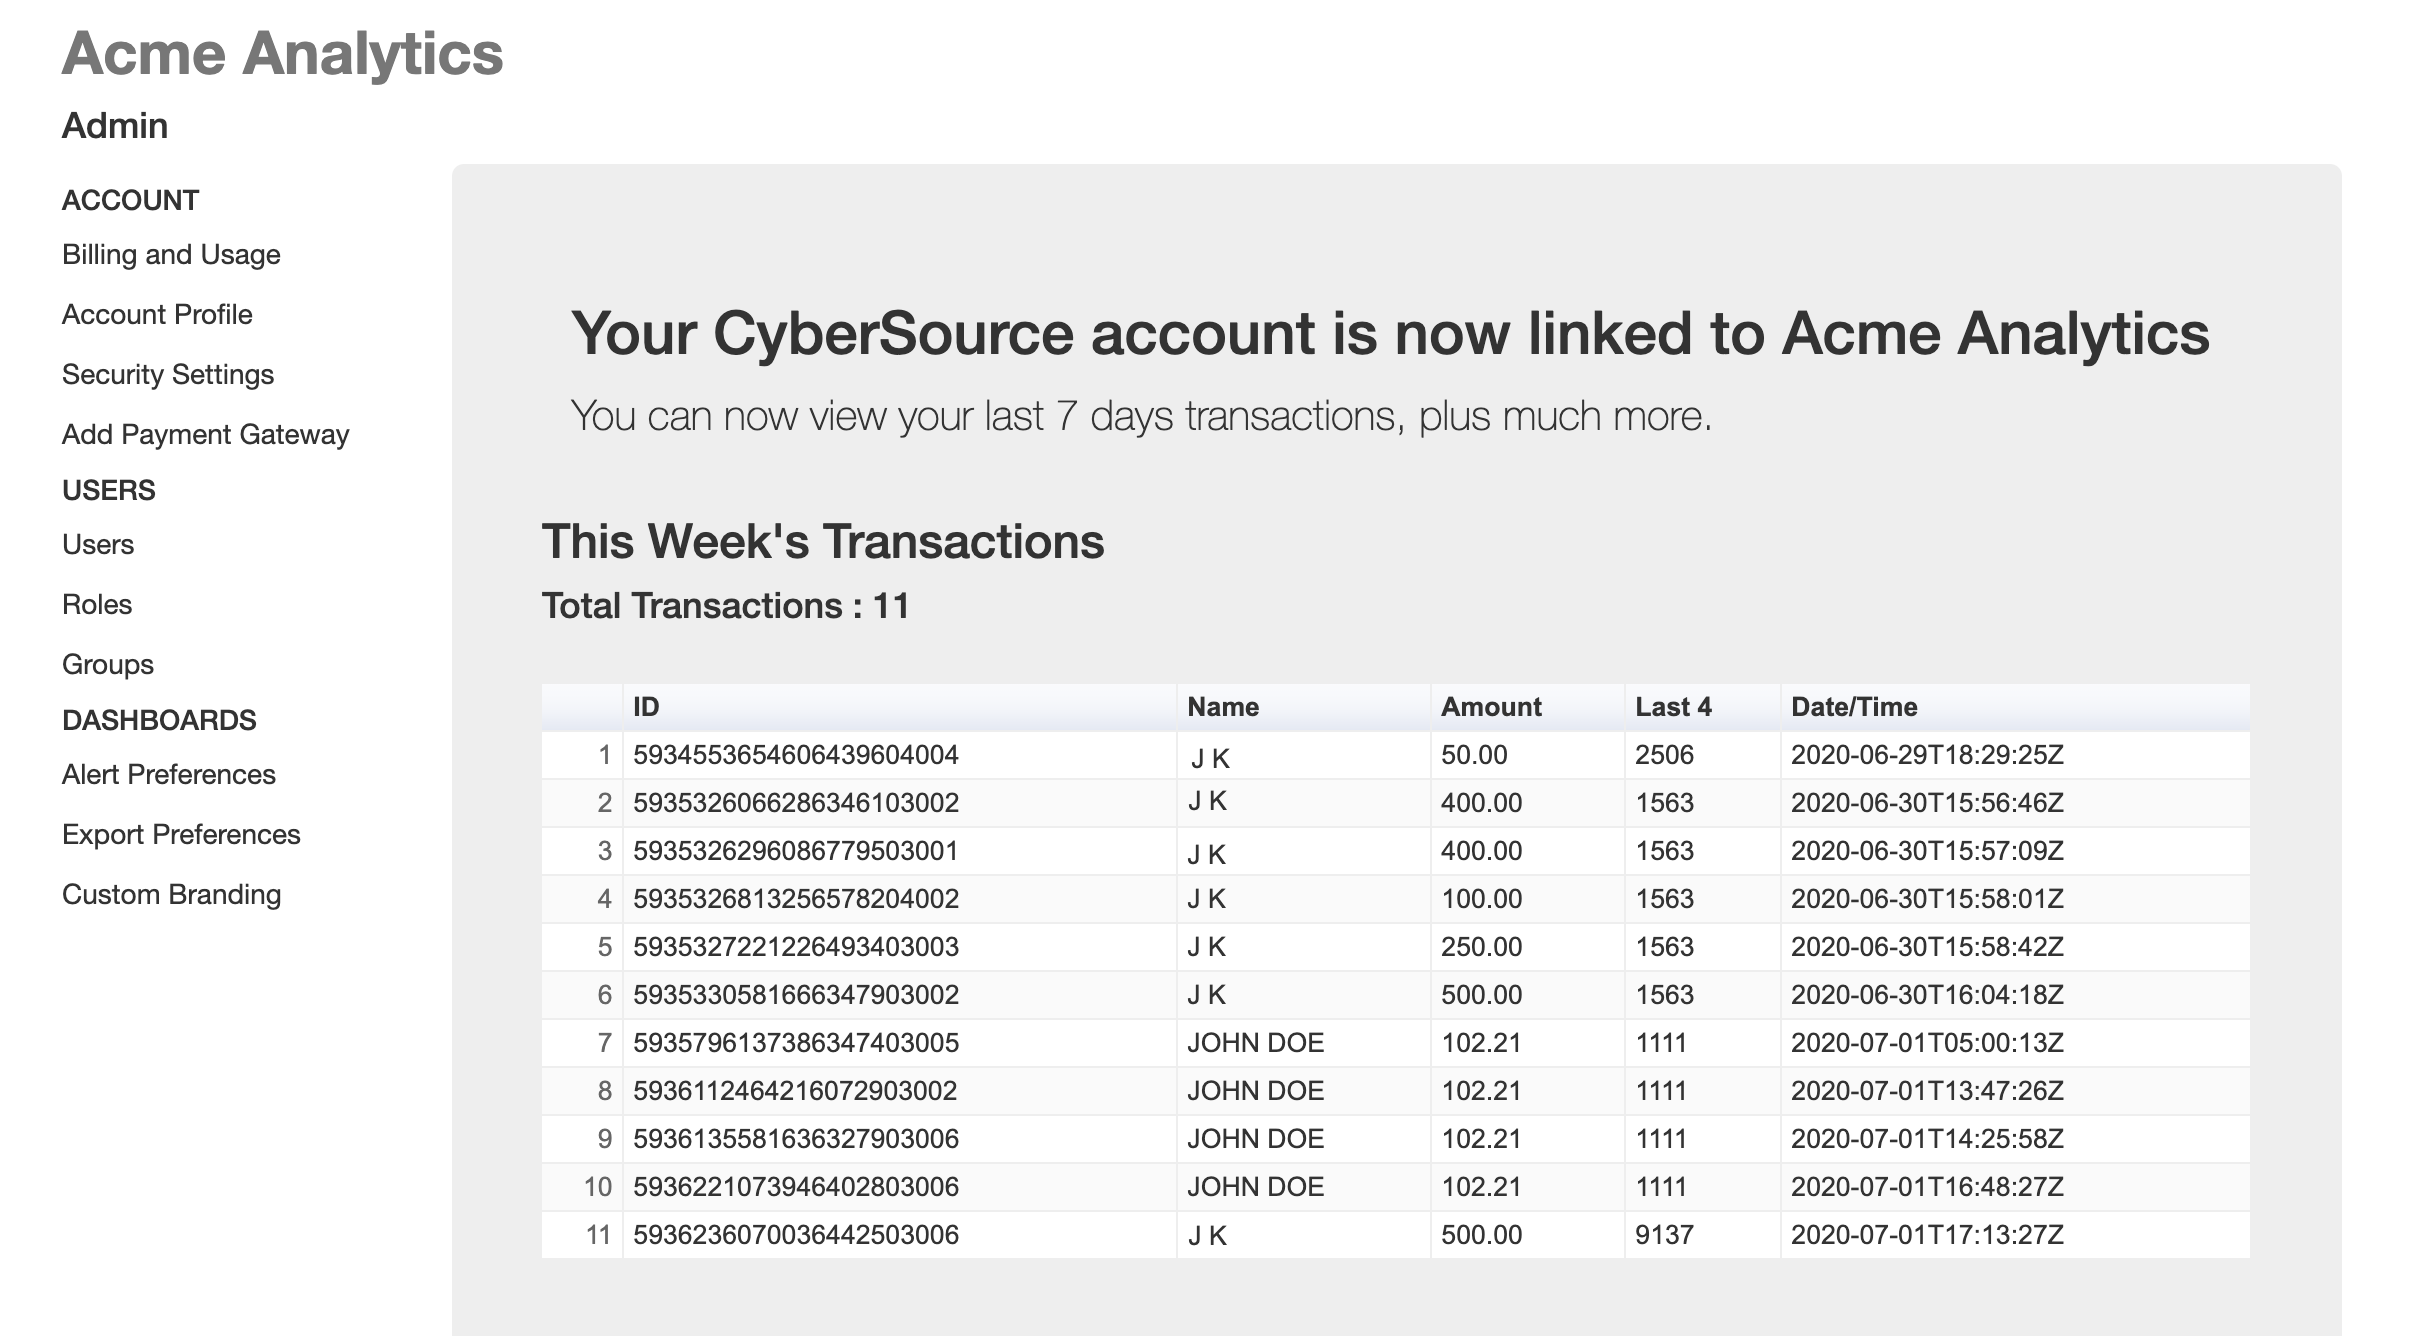 Acme Analytics
Admin
ACCOUNT
Billing and Usage
Account Profile
Security Settings
Add Payment Gateway
USERS
Users
Roles
Groups
DASHBOARDS
Alert Preferences
Export Preferences
Custom Branding
Your CyberSource account is now linked to Acme Analytics
You can now view your last 7 days transactions, plus much more.
This Week's Transactions
Total Transactions : 11
ID Name Amount Last 4 Date/Time
1 5934553654606439604004 J K 50.00 2506 2020-06-29T18:29:25Z
2 5935326066286346103002 J K 400.00 1563 2020-06-30T15:56:46Z
3 5935326296086779503001 J K 400.00 1563 2020-06-30T15:57:09Z
4 5935326813256578204002 J K 100.00 1563 2020-06-30T15:58:01Z
5 5935327221226493403003 J K 250.00 1563 2020-06-30T15:58:42Z
6 5935330581666347903002 J K 500.00 1563 2020-06-30T16:04:18Z
7 5935796137386347403005 JOHN DOE 102.21 1111 2020-07-01T05:00:13Z
8 5936112464216072903002 JOHN DOE 102.21 1111 2020-07-01T13:47:26Z
9 5936135581636327903006 JOHN DOE 102.21 1111 2020-07-01T14:25:58Z
10 5936221073946402803006 JOHN DOE 102.21 1111 2020-07-01T16:48:27Z
11 5936236070036442503006 J K 500.00 9137 2020-07-01T17:13:27Z